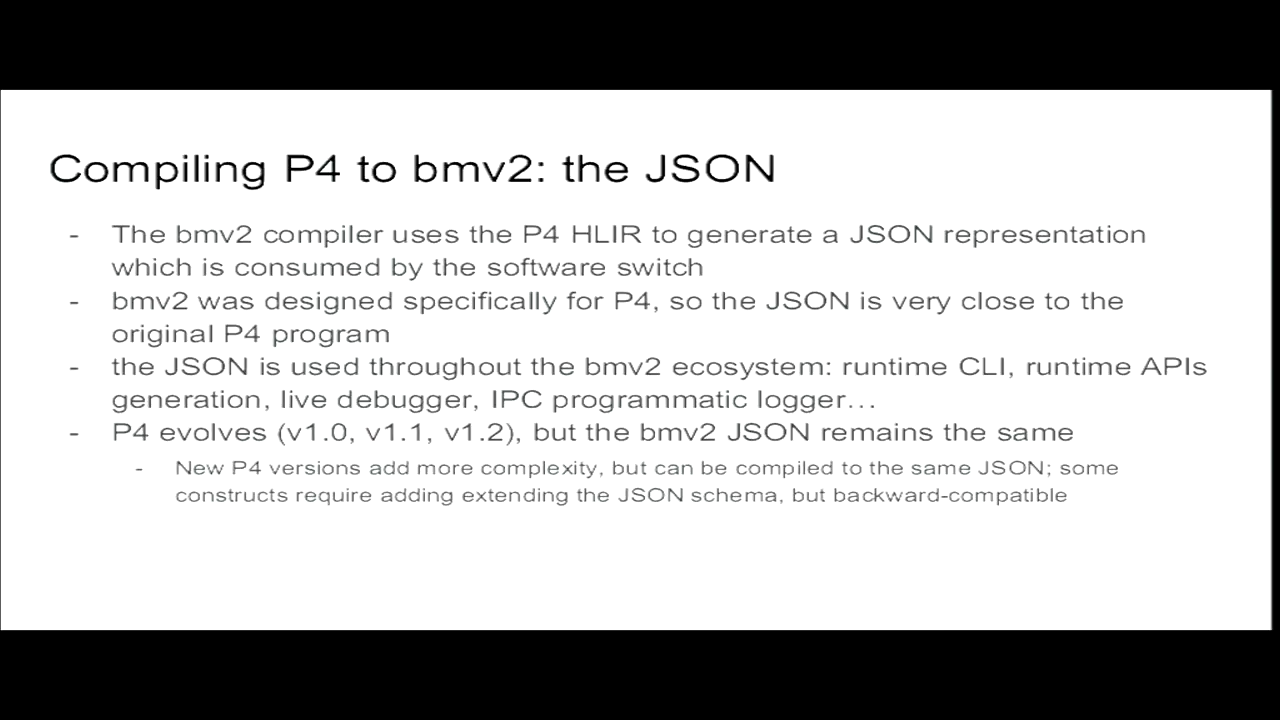 Compiling P4 to bmv2: the JSON
- The bmv2 compiler uses the P4 HLIR to generate a JSON representation
which is consumed by the software switch
- bmv2 was designed specifically for P4, so the JSON is very close to the
original P4 program
- the JSON is used throughout the bmv2 ecosystem: runtime CLI, runtime APIs
generation, live debugger, IPC programmatic logger…
- P4 evolves (v1.0, v1.1, v1.2), but the bmv2 JSON remains the same
- New P4 versions add more complexity, but can be compiled to the same JSON; some
constructs require adding extending the JSON schema, but backward-compatible